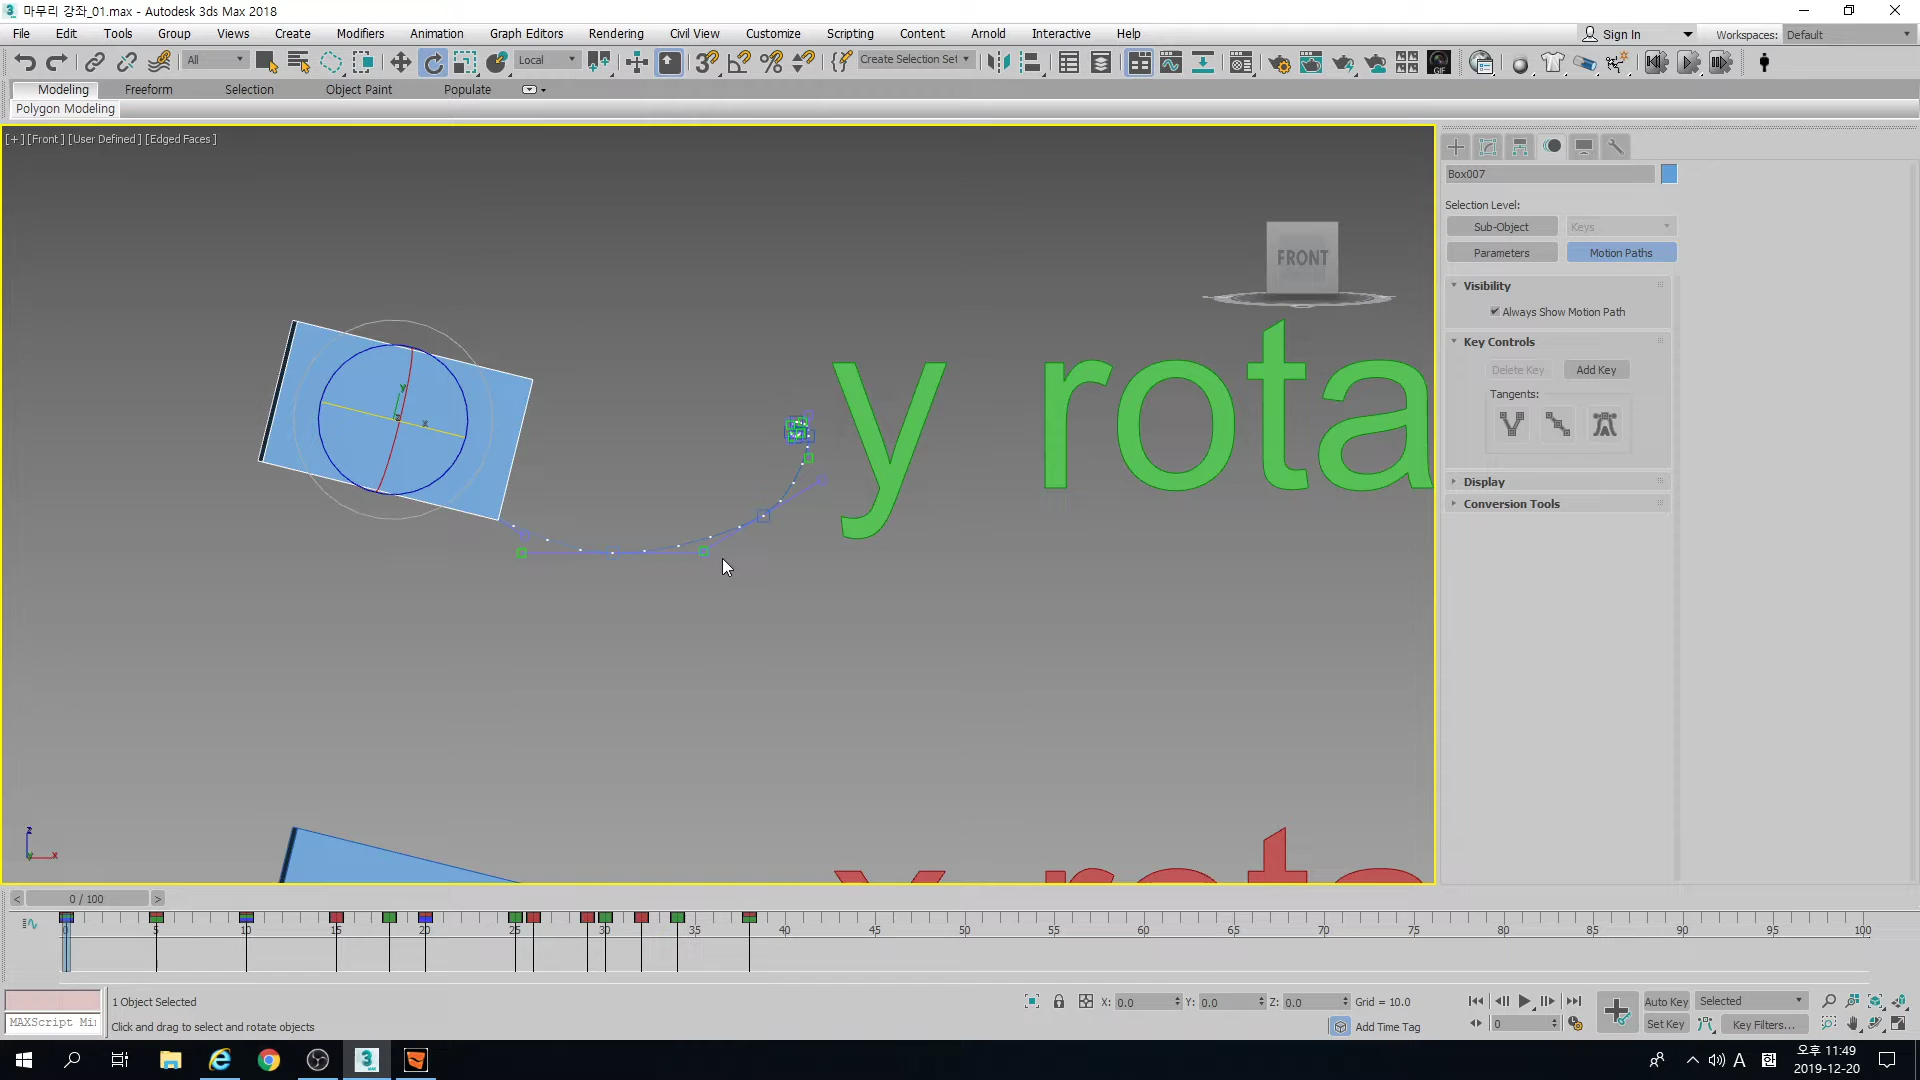 마무리 강좌_01.max - Autodesk 3ds Max 2018
File Edit Tools Group Views Create Modifiers Animation Graph Editors Rendering Civil View Customize Scripting Content Arnold Interactive Help
Sign In Workspaces: Default
All Local Create Selection Set GIF
Modeling Freeform Selection Object Paint Populate
Polygon Modeling
[+] [Front] [User Defined] [Edged Faces]
Box007
Selection Level:
Sub-Object Keys
Parameters Motion Paths
Visibility
Always Show Motion Path
Key Controls
Delete Key Add Key
Tangents:
Display
Conversion Tools
FRONT
y rota
y x z
z y x
0 / 100
0 5 10 15 20 25 30 35 40 45 50 55 60 65 70 75 80 85 90 95 100
1 Object Selected
X: 0.0 Y: 0.0 Z: 0.0 Grid = 10.0
Auto Key Selected
MAXScript Mi
Click and drag to select and rotate objects
Add Time Tag
0
Set Key Key Filters...
A 한
오후 11:49
2019-12-20